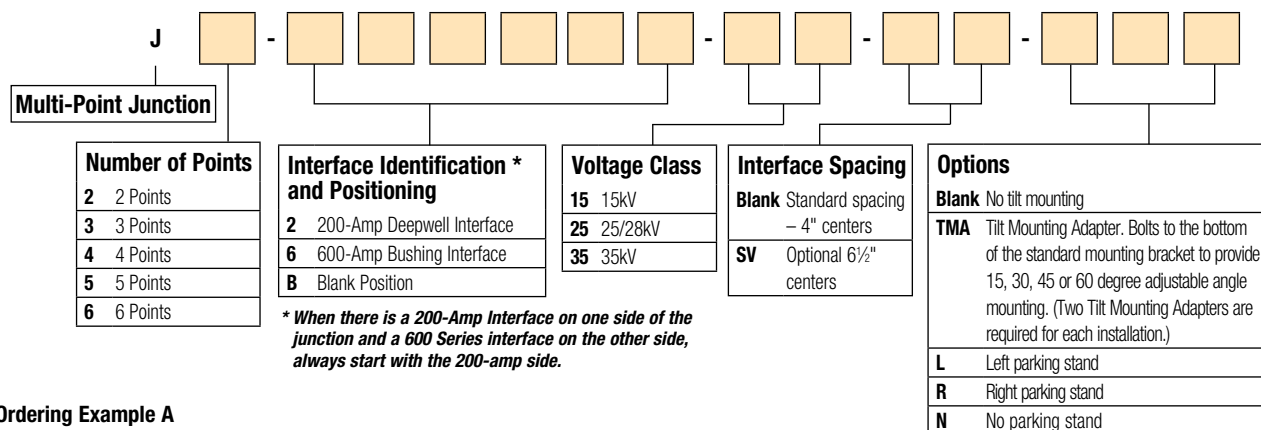 J - - - -
Multi-Point Junction
Number of Points
2 2 Points
3 3 Points
4 4 Points
5 5 Points
6 6 Points
Interface Identification *
and Positioning
2 200-Amp Deepwell Interface
6 600-Amp Bushing Interface
B Blank Position
* When there is a 200-Amp Interface on one side of the
junction and a 600 Series interface on the other side,
always start with the 200-amp side.
Voltage Class
15 15kV
25 25/28kV
35 35kV
Interface Spacing
Blank Standard spacing
– 4" centers
SV Optional 6½"
centers
Options
Blank No tilt mounting
TMA Tilt Mounting Adapter. Bolts to the bottom
of the standard mounting bracket to provide
15, 30, 45 or 60 degree adjustable angle
mounting. (Two Tilt Mounting Adapters are
required for each installation.)
L Left parking stand
R Right parking stand
N No parking stand
Ordering Example A